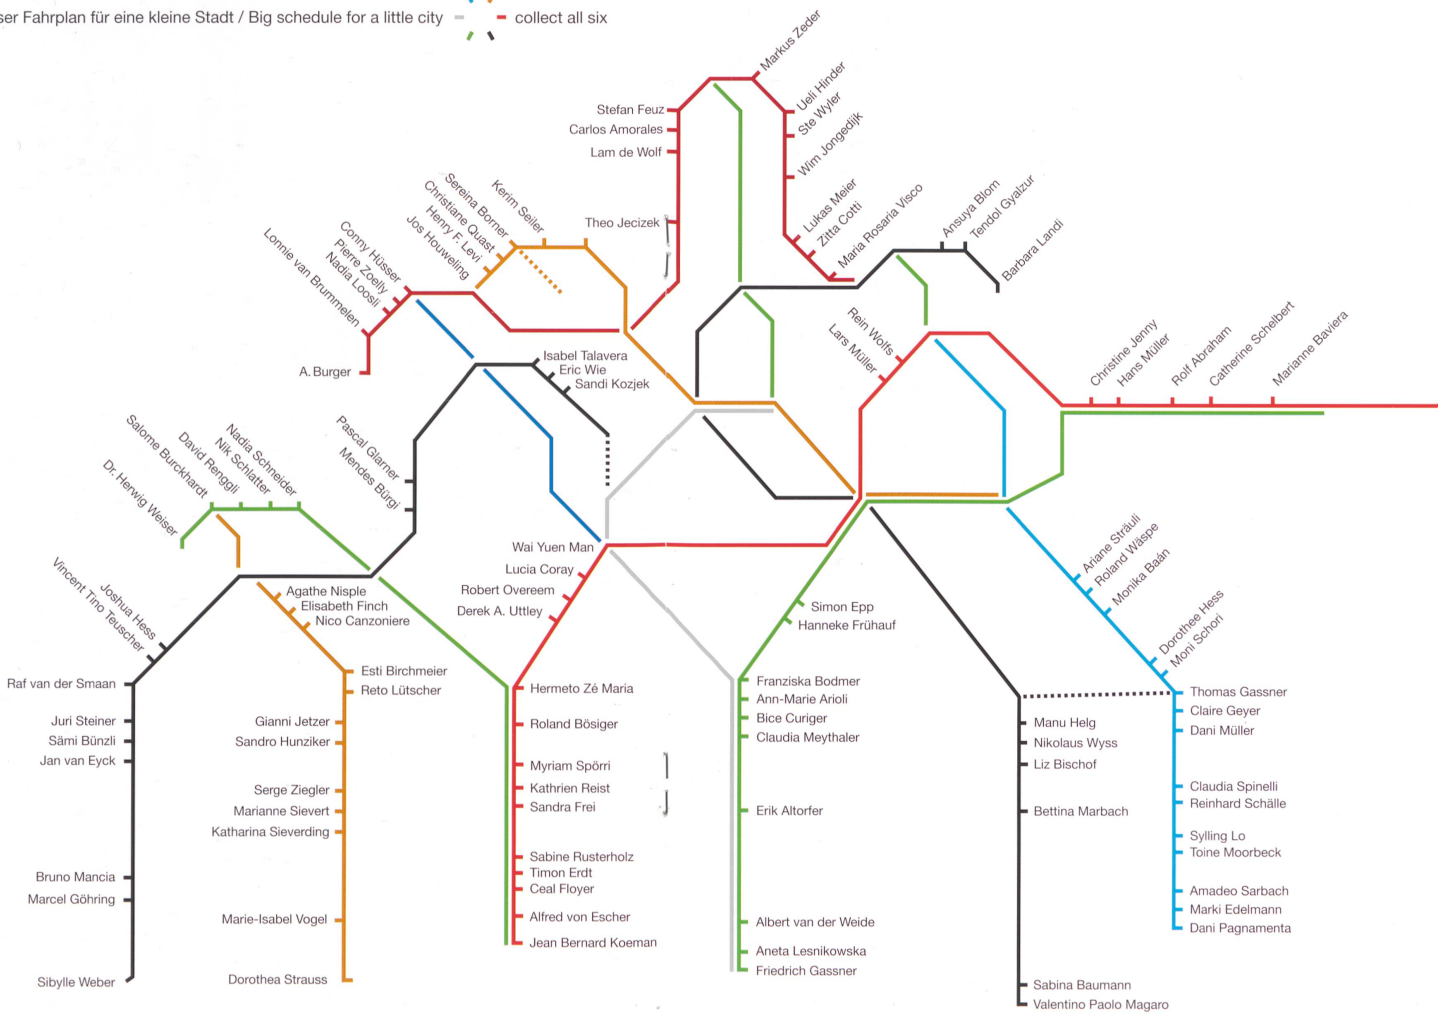 ser Fahrplan für eine kleine Stadt / Big schedule for a little city
collect all six
Markus Zeder
Ueli Hinder
Ste Wyler
Wim Jongedijk
Stefan Feuz
Carlos Amorales
Lam de Wolf
Theo Jecizek
Lukas Meier
Zitta Cotti
Maria Rosaria Visco
Ansuya Blom
Tendol Gyalzur
Barbara Landi
Kerim Seiler
Sereina Borner
Christiane Quast
Henry F. Levi
Jos Houweling
Conny Hüsser
Pierre Zoelly
Nadia Loosli
Lonnie van Brummelen
A. Burger
Isabel Talavera
Eric Wie
Sandi Kozjek
Rein Wolfs
Lars Müller
Christine Jenny
Hans Müller
Rolf Abraham
Catherine Schelbert
Marianne Baviera
Pascal Glarner
Mendes Bürgi
Nadia Schneider
Nik Schlatter
David Renggli
Salome Burckhardt
Dr. Herwig Weiser
Joshua Hess
Vincent Tino Teuscher
Raf van der Smaan
Juri Steiner
Sämi Bünzli
Jan van Eyck
Bruno Mancia
Marcel Göhring
Sibylle Weber
Agathe Nisple
Elisabeth Finch
Nico Canzoniere
Esti Birchmeier
Reto Lütscher
Gianni Jetzer
Sandro Hunziker
Serge Ziegler
Marianne Sievert
Katharina Sieverding
Marie-Isabel Vogel
Dorothea Strauss
Wai Yuen Man
Lucia Coray
Robert Overeem
Derek A. Uttley
Hermeto Zé Maria
Roland Bösiger
Myriam Spörri
Kathrien Reist
Sandra Frei
Sabine Rusterholz
Timon Erdt
Ceal Floyer
Alfred von Escher
Jean Bernard Koeman
Simon Epp
Hanneke Frühauf
Franziska Bodmer
Ann-Marie Arioli
Bice Curiger
Claudia Meythaler
Erik Altorfer
Albert van der Weide
Aneta Lesnikowska
Friedrich Gassner
Manu Helg
Nikolaus Wyss
Liz Bischof
Bettina Marbach
Sabina Baumann
Valentino Paolo Magaro
Ariane Sträuli
Roland Wäspe
Monika Baán
Dorothee Hess
Moni Schori
Thomas Gassner
Claire Geyer
Dani Müller
Claudia Spinelli
Reinhard Schälle
Sylling Lo
Toine Moorbeck
Amadeo Sarbach
Marki Edelmann
Dani Pagnamenta